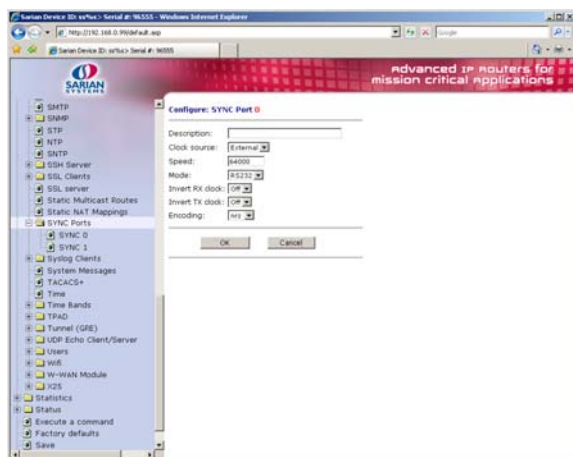 Sarian Device ID: ss%s> Serial #: 96555 - Windows Internet Explorer
http://192.168.0.99/default.asp
Google
Sarian Device ID: ss%s> Serial #: 96555
SARIAN
SYSTEMS
Advanced IP Routers for
mission critical applications
SMTP
SNMP
STP
NTP
SNTP
SSH Server
SSL Clients
SSL server
Static Multicast Routes
Static NAT Mappings
SYNC Ports
SYNC 0
SYNC 1
Syslog Clients
System Messages
TACACS+
Time
Time Bands
TPAD
Tunnel (GRE)
UDP Echo Client/Server
Users
Wifi
W-WAN Module
X25
Statistics
Status
Execute a command
Factory defaults
Save
Configure: SYNC Port 0
Description:
Clock source: External
Speed: 64000
Mode: RS232
Invert RX clock: Off
Invert TX clock: Off
Encoding: nrz
OK Cancel